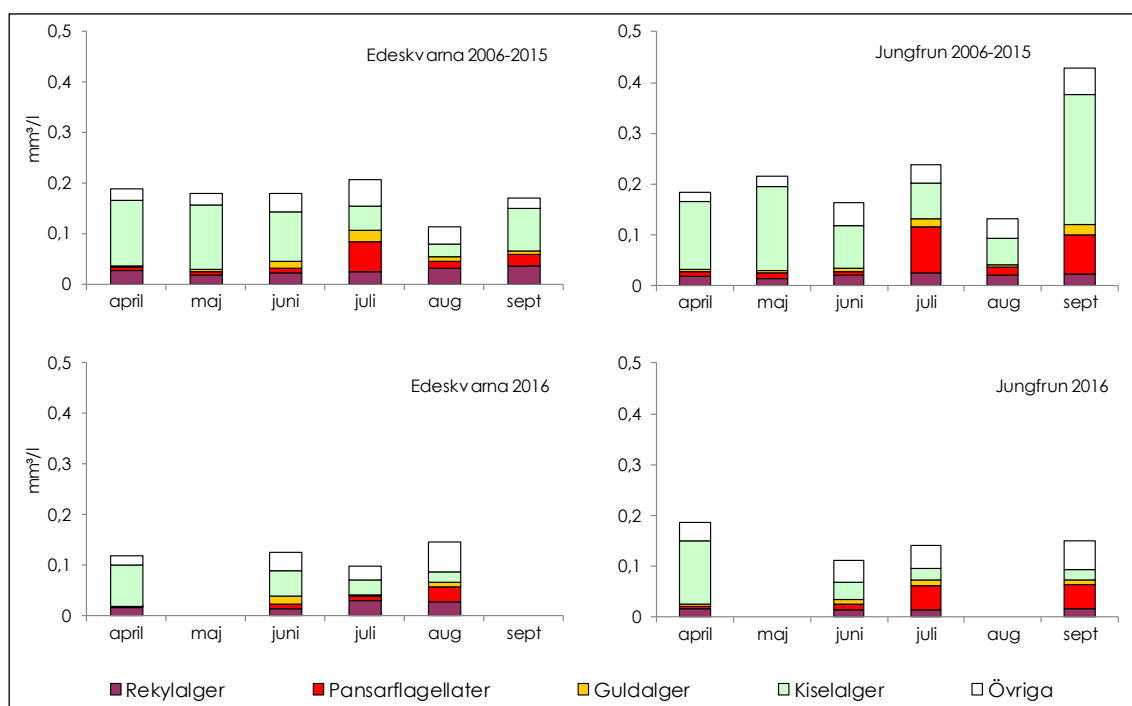 Edeskvarna 2006-2015
mm³/l
0,5
0,4
0,3
0,2
0,1
0
april maj juni juli aug sept
Jungfrun 2006-2015
0,5
0,4
0,3
0,2
0,1
0
april maj juni juli aug sept
Edeskvarna 2016
mm³/l
0,5
0,4
0,3
0,2
0,1
0
april maj juni juli aug sept
Jungfrun 2016
0,5
0,4
0,3
0,2
0,1
0
april maj juni juli aug sept
Rekylalger Pansarflagellater Guldalger Kiselalger Övriga